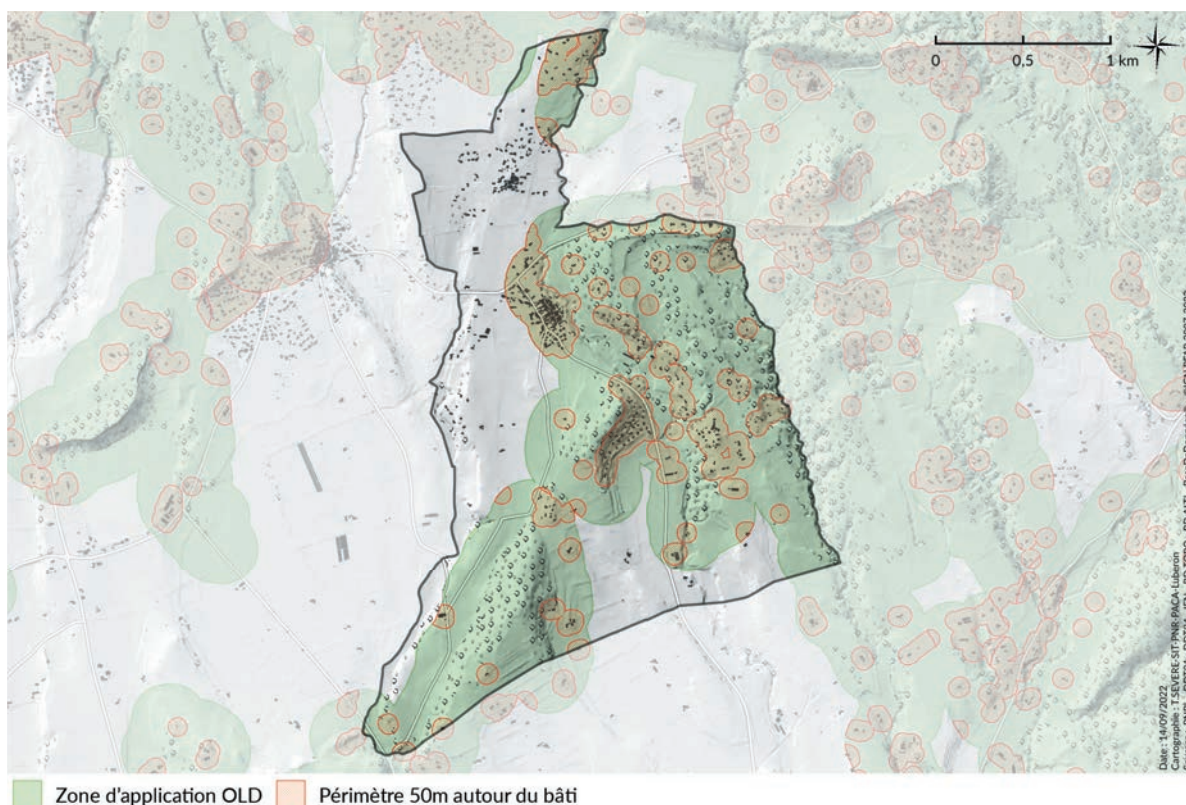 0 0,5 1 km
Date : 14/09/2022
Cartographie : T.SEVERE-SIT-PNR-PACA-Luberon
Zone d'application OLD
Périmètre 50m autour du bâti